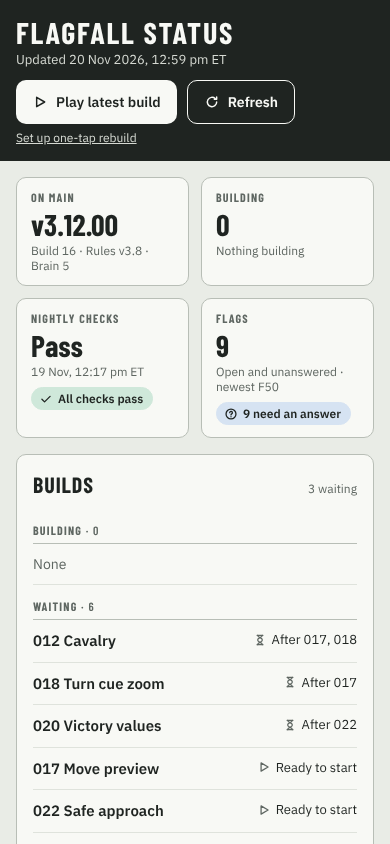 FLAGFALL STATUS
Updated 20 Nov 2026, 12:59 pm ET
Play latest build
Refresh
Set up one-tap rebuild
ON MAIN
v3.12.00
Build 16 · Rules v3.8 ·
Brain 5
BUILDING
0
Nothing building
NIGHTLY CHECKS
Pass
19 Nov, 12:17 pm ET
All checks pass
FLAGS
9
Open and unanswered ·
newest F50
9 need an answer
BUILDS
3 waiting
BUILDING · 0
None
WAITING · 6
012 Cavalry
After 017, 018
018 Turn cue zoom
After 017
020 Victory values
After 022
017 Move preview
Ready to start
022 Safe approach
Ready to start